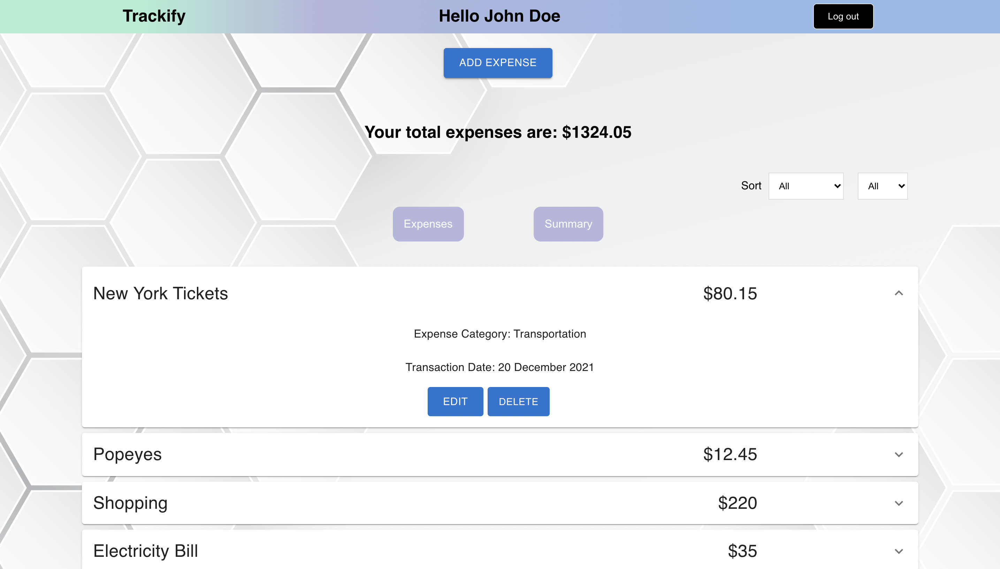 Trackify
Hello John Doe
Log out
ADD EXPENSE
Your total expenses are: $1324.05
Sort All All
Expenses
Summary
New York Tickets $80.15
Expense Category: Transportation
Transaction Date: 20 December 2021
EDIT DELETE
Popeyes $12.45
Shopping $220
Electricity Bill $35